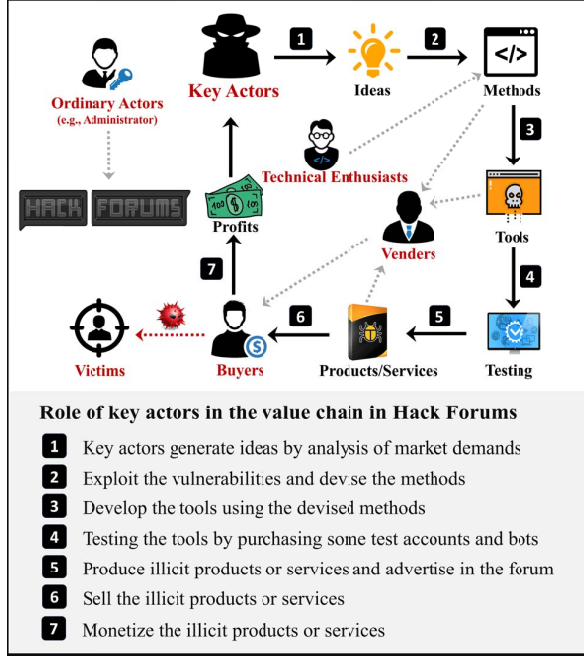 1
2
Key Actors
Ideas
Methods
</>
Ordinary Actors
(e.g., Administrator)
3
Technical Enthusiasts
</>
HACK FORUMS
100
Profits
Venders
Tools
7
4
6
5
Victims
Buyers
Products/Services
Testing
Role of key actors in the value chain in Hack Forums
1 Key actors generate ideas by analysis of market demands
2 Exploit the vulnerabilities and devise the methods
3 Develop the tools using the devised methods
4 Testing the tools by purchasing some test accounts and bots
5 Produce illicit products or services and advertise in the forum
6 Sell the illicit products or services
7 Monetize the illicit products or services